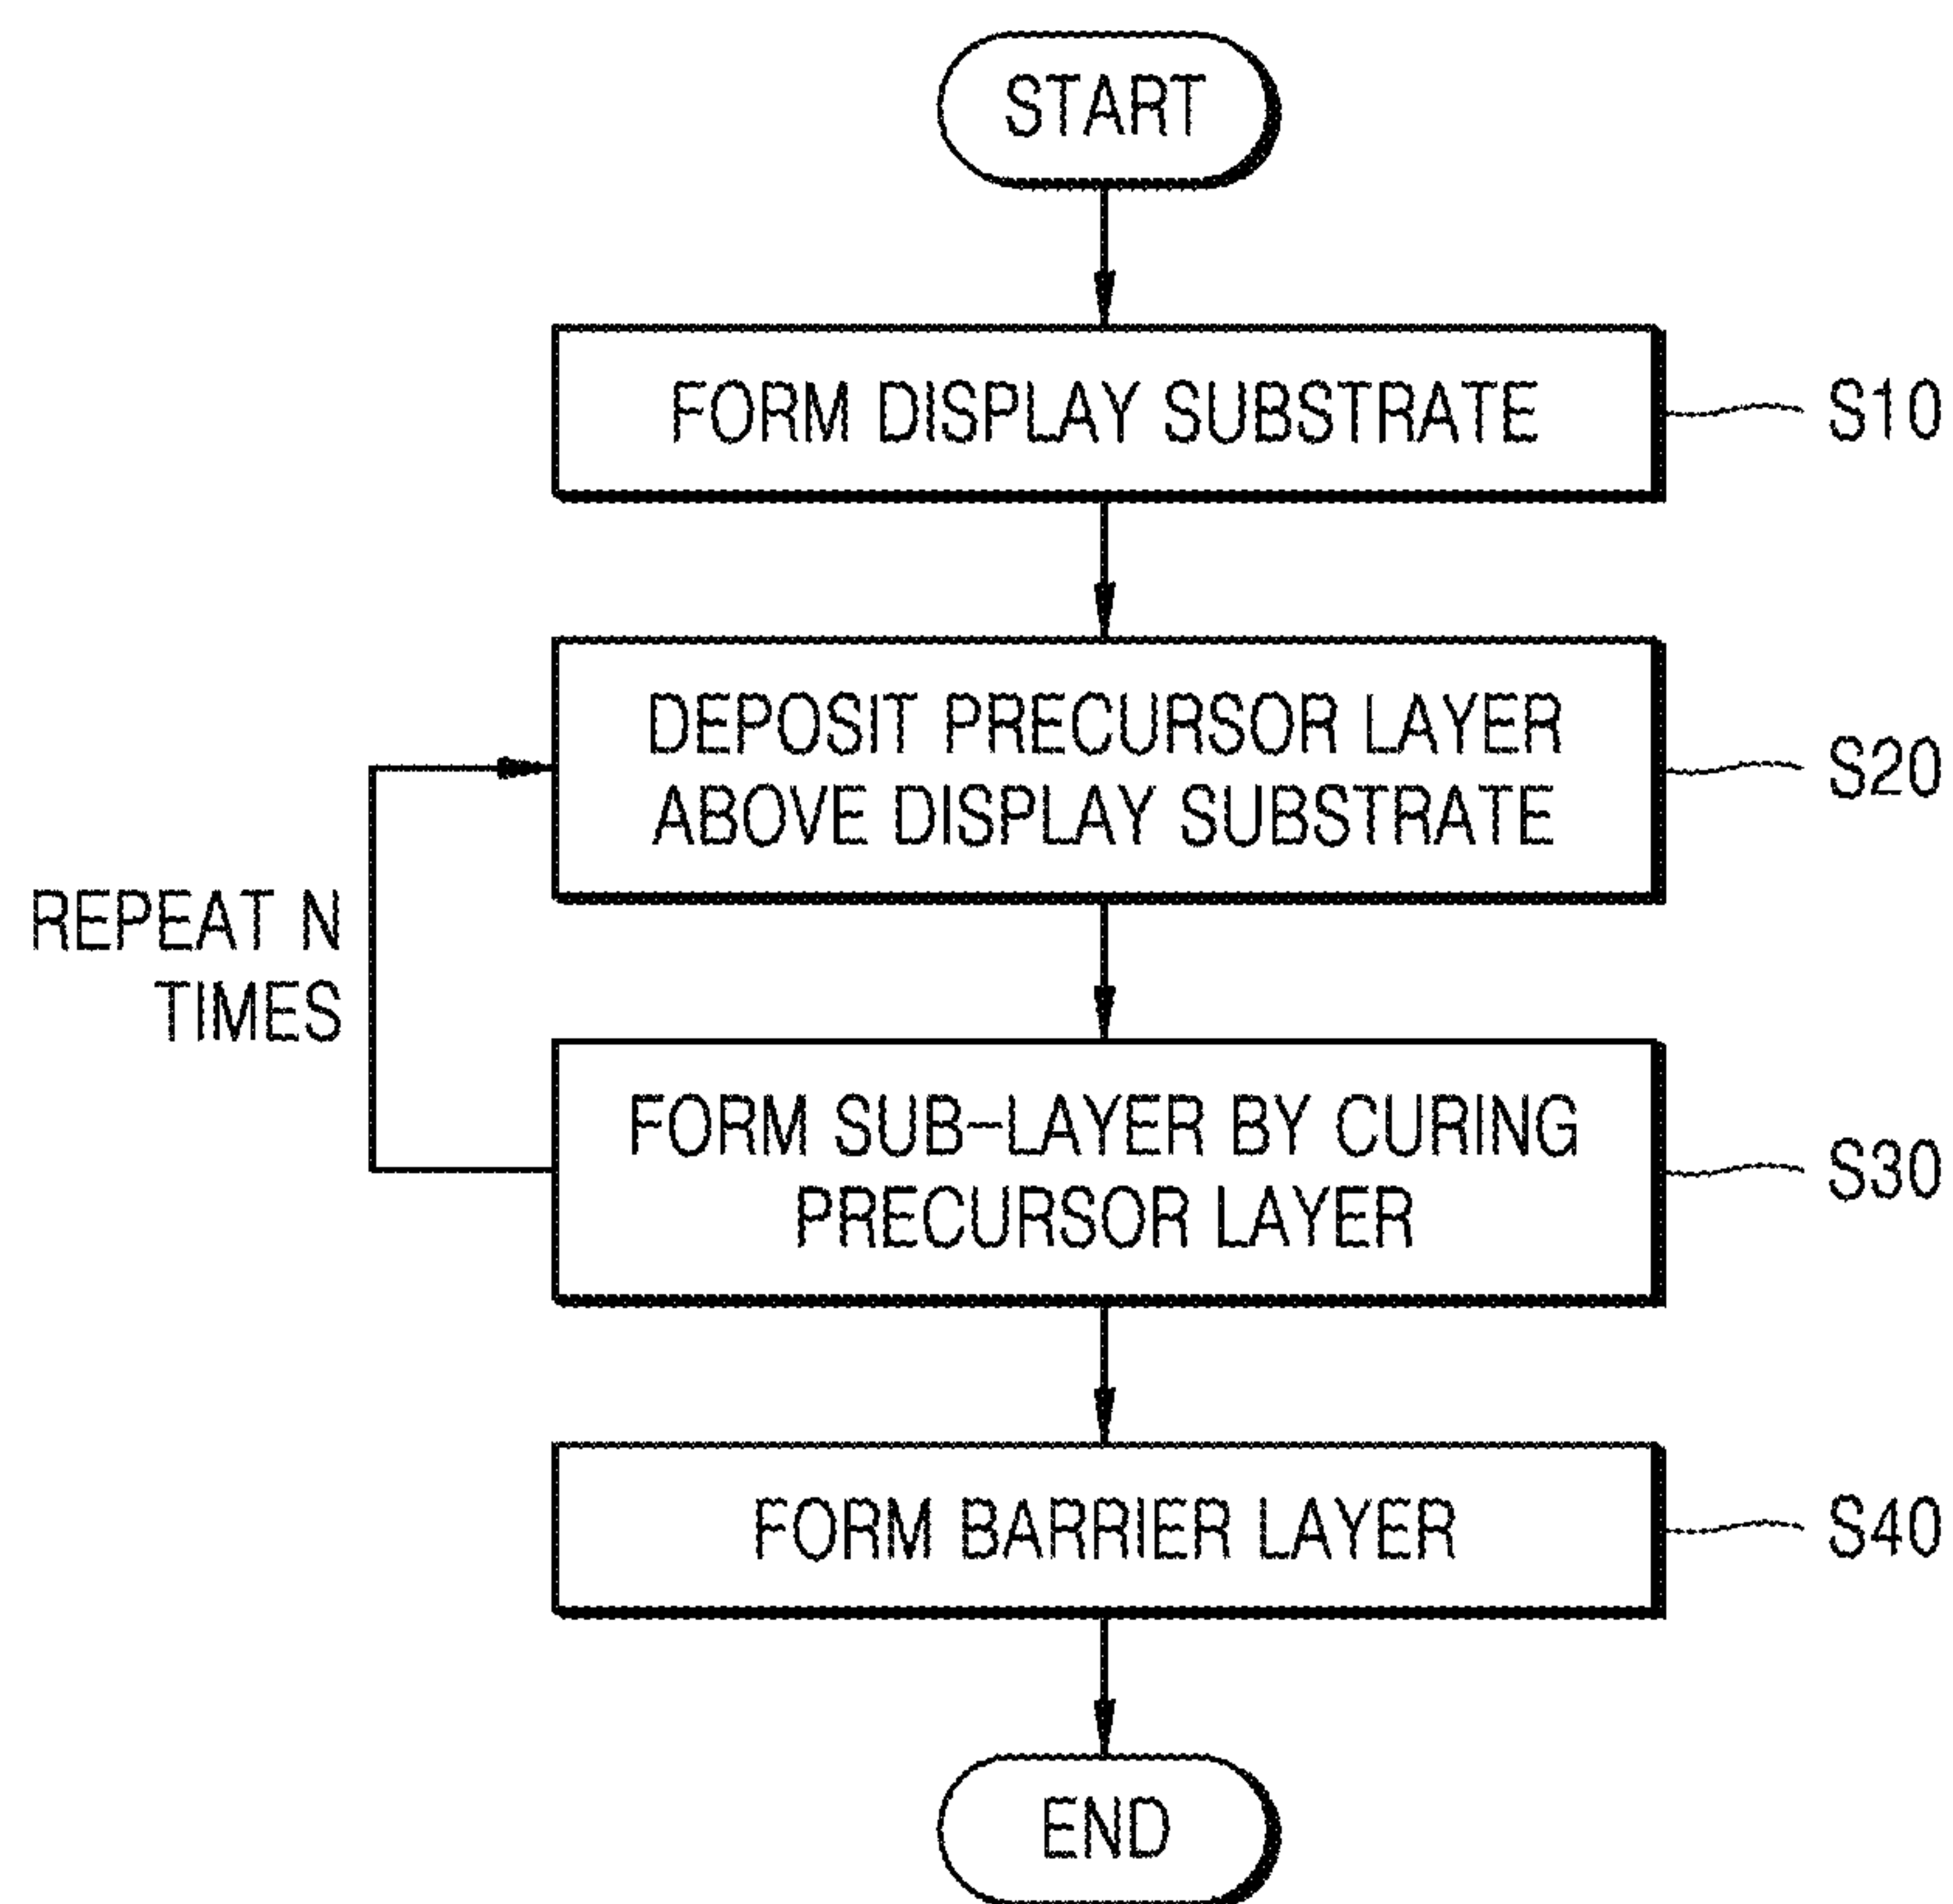 START
FORM DISPLAY SUBSTRATE
S10
DEPOSIT PRECURSOR LAYER
ABOVE DISPLAY SUBSTRATE
S20
REPEAT N
TIMES
FORM SUB-LAYER BY CURING
PRECURSOR LAYER
S30
FORM BARRIER LAYER
S40
END